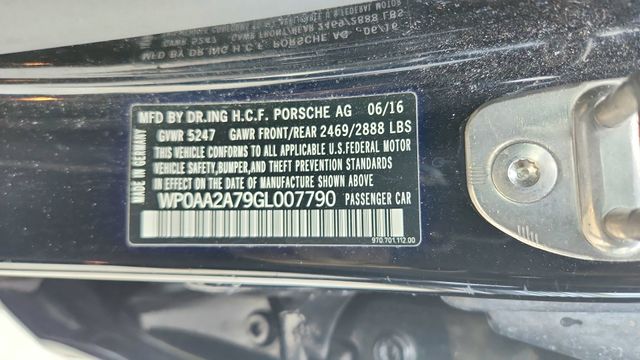 MFD BY DR.ING H.C.F. PORSCHE AG 06/16
GVWR 5247 GAWR FRONT/REAR 2469/2888 LBS
THIS VEHICLE CONFORMS TO ALL APPLICABLE U.S.FEDERAL MOTOR
VEHICLE SAFETY, BUMPER, AND THEFT PREVENTION STANDARDS
IN EFFECT ON THE DATE OF MANUFACTURE SHOWN ABOVE
WP0AA2A79GL007790 PASSENGER CAR
970.701.112.00
MADE IN GERMANY